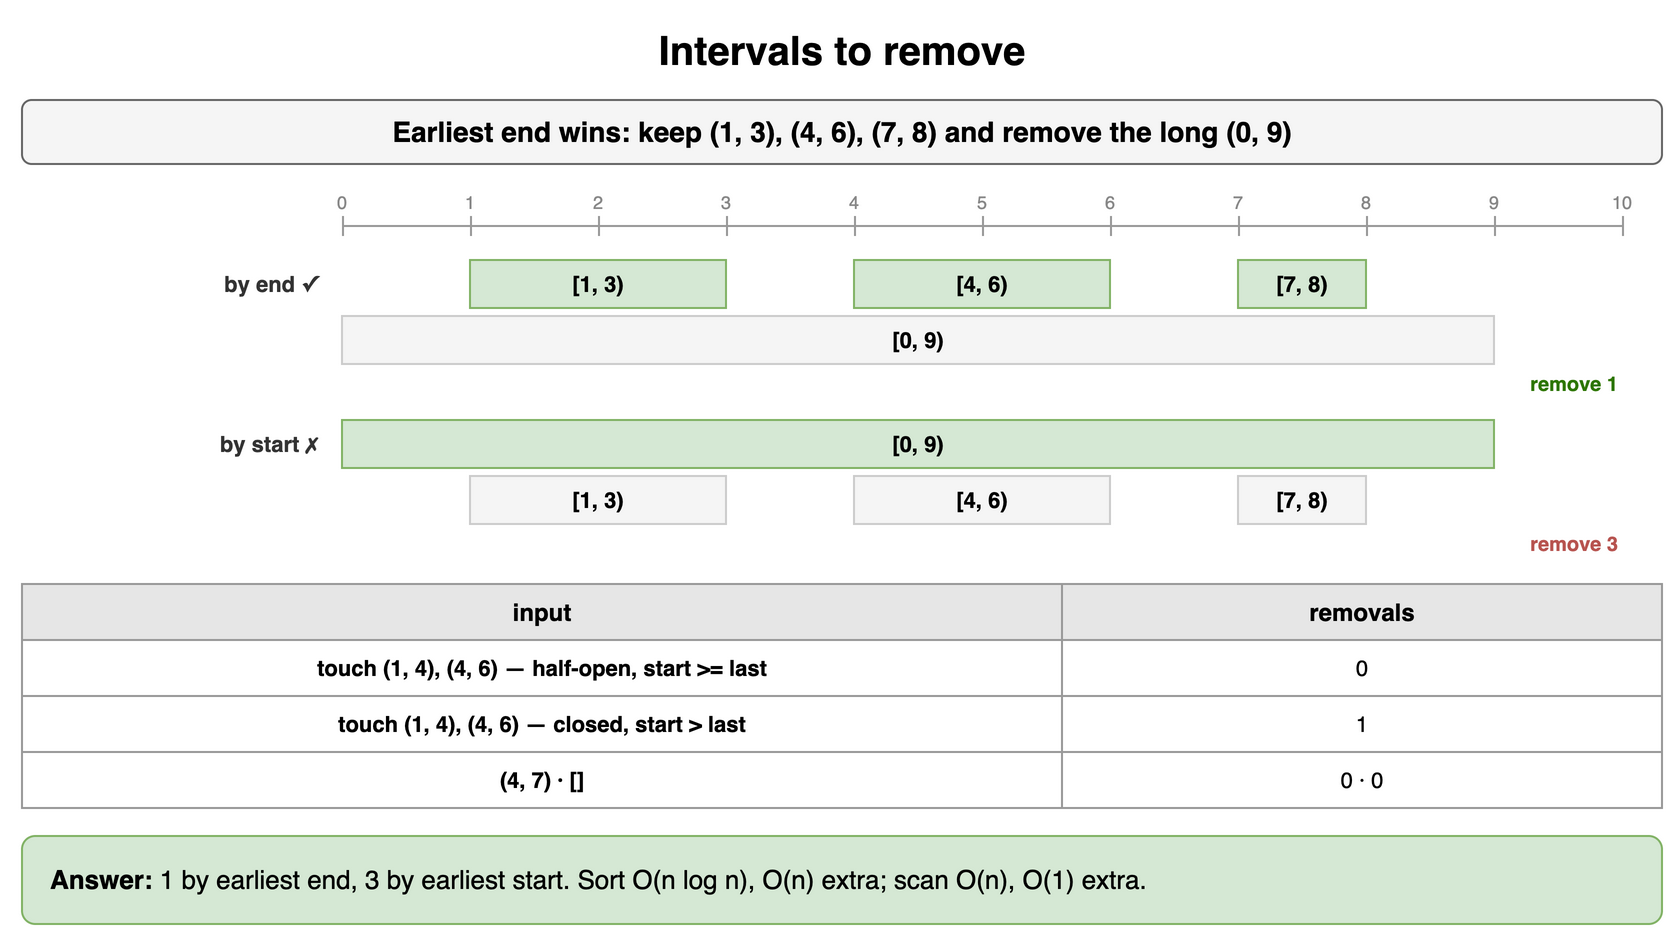 Intervals to remove
Earliest end wins: keep (1, 3), (4, 6), (7, 8) and remove the long (0, 9)
0 1 2 3 4 5 6 7 8 9 10
by end ✓ [1, 3) [4, 6) [7, 8)
[0, 9)
remove 1
by start ✗ [0, 9)
[1, 3) [4, 6) [7, 8)
remove 3
input removals
touch (1, 4), (4, 6) — half-open, start >= last 0
touch (1, 4), (4, 6) — closed, start > last 1
(4, 7) · [] 0 · 0
Answer: 1 by earliest end, 3 by earliest start. Sort O(n log n), O(n) extra; scan O(n), O(1) extra.